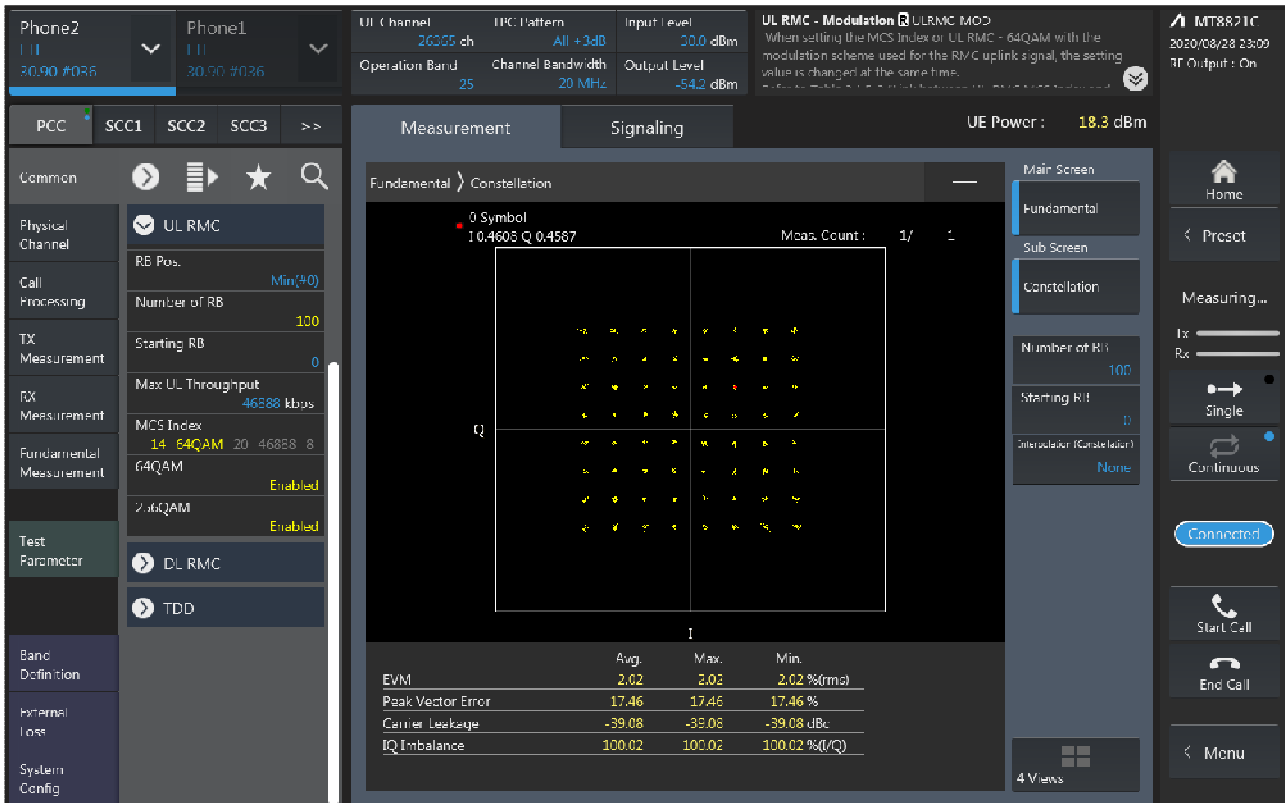 Phone2
LTE
30.90 #036
Phone1
LTE
30.90 #036
UL Channel
26365 ch
TPC Pattern
All +3dB
Input Level
30.0 dBm
Operation Band
25
Channel Bandwidth
20 MHz
Output Level
-54.2 dBm
UL RMC - Modulation R ULRMC_MOD
When setting the MCS Index or UL RMC - 64QAM with the
modulation scheme used for the RMC uplink signal, the setting
value is changed at the same time.
MT8821C
2020/08/28 23:09
RF Output : On
PCC
SCC1
SCC2
SCC3
>>
Measurement
Signaling
UE Power : 18.3 dBm
Common
Physical
Channel
Call
Processing
TX
Measurement
RX
Measurement
Fundamental
Measurement
Test
Parameter
Band
Definition
External
Loss
System
Config
UL RMC
RB Pos.
Min(#0)
Number of RB
100
Starting RB
0
Max UL Throughput
46888 kbps
MCS Index
14 64QAM 20 46888 8
64QAM
Enabled
256QAM
Enabled
DL RMC
TDD
Fundamental > Constellation
0 Symbol
I 0.4608 Q 0.4587
Meas. Count : 1/ 1
Q
I
Avg. Max. Min.
EVM 2.02 2.02 2.02 %(rms)
Peak Vector Error 17.46 17.46 17.46 %
Carrier Leakage -39.08 -39.08 -39.08 dBc
IQ Imbalance 100.02 100.02 100.02 %(I/Q)
Main Screen
Fundamental
Sub Screen
Constellation
Number of RB
100
Starting RB
0
Interpolation (Constellation)
None
4 Views
Home
< Preset
Measuring...
Tx
Rx
Single
Continuous
Connected
Start Call
End Call
< Menu